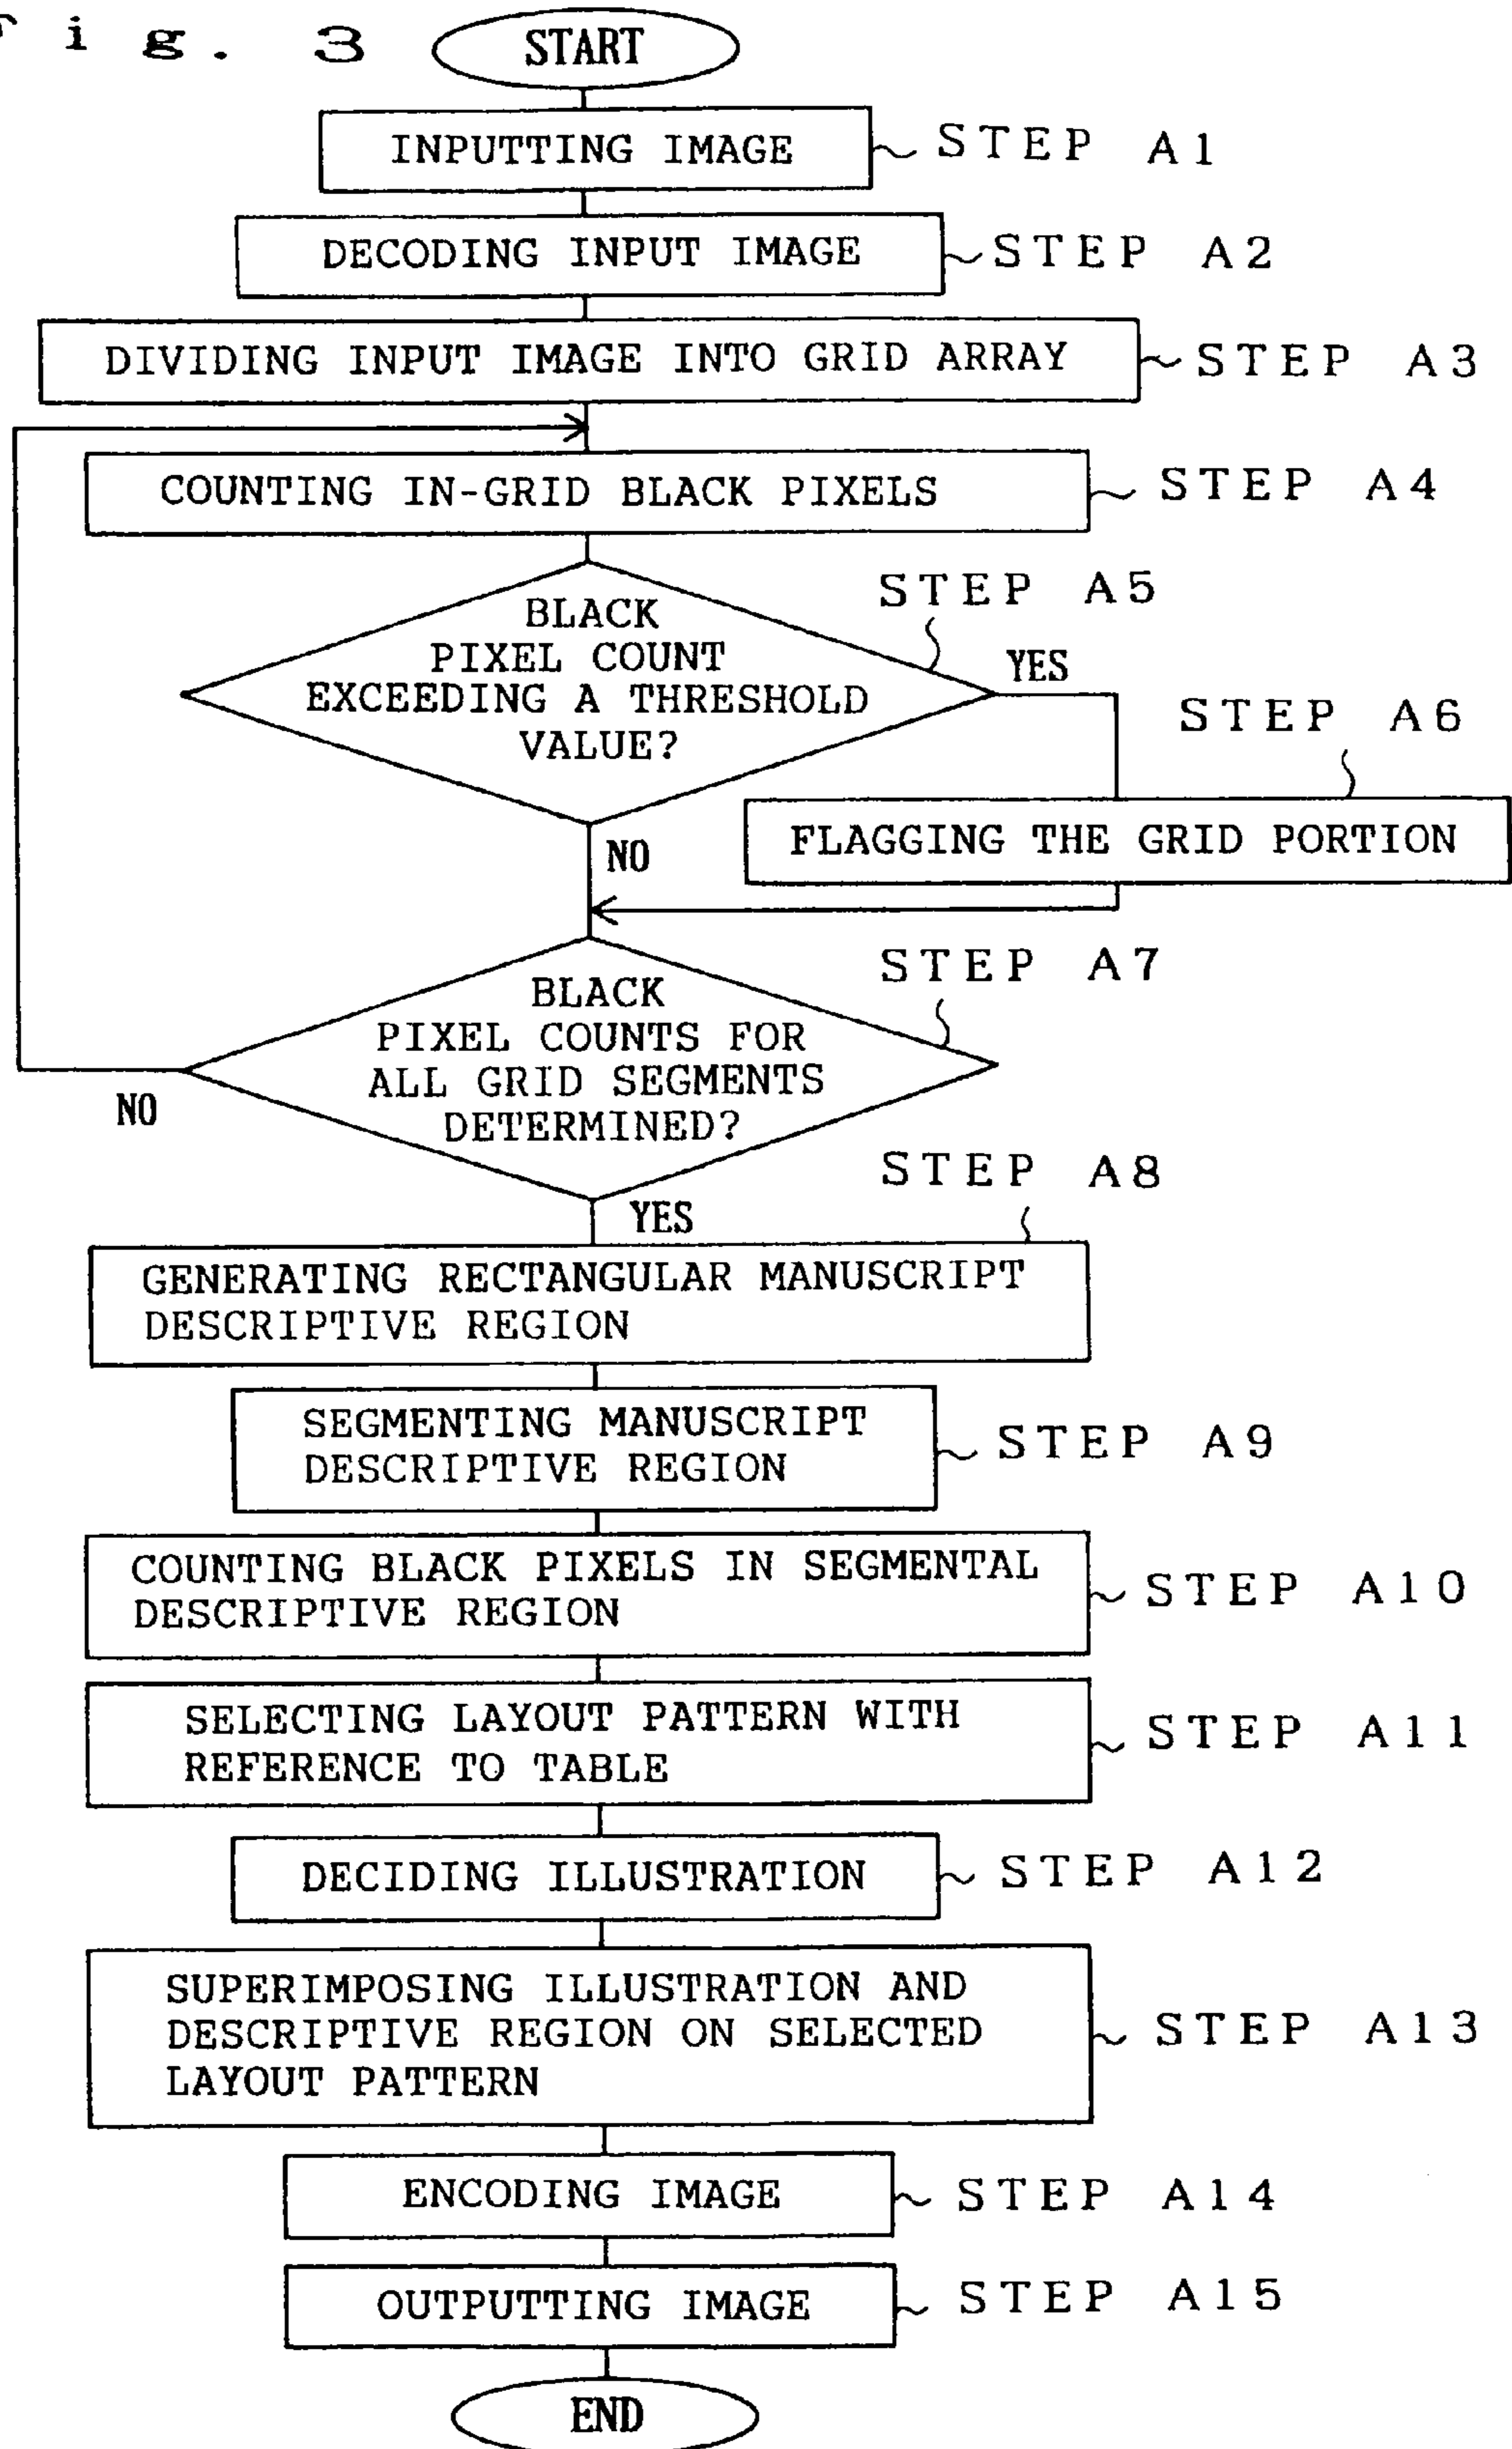 Fig. 3
START
INPUTTING IMAGE
STEP A1
DECODING INPUT IMAGE
STEP A2
DIVIDING INPUT IMAGE INTO GRID ARRAY
STEP A3
COUNTING IN-GRID BLACK PIXELS
STEP A4
BLACK
PIXEL COUNT
EXCEEDING A THRESHOLD
VALUE?
STEP A5
YES
STEP A6
FLAGGING THE GRID PORTION
NO
BLACK
PIXEL COUNTS FOR
ALL GRID SEGMENTS
DETERMINED?
STEP A7
NO
YES
STEP A8
GENERATING RECTANGULAR MANUSCRIPT
DESCRIPTIVE REGION
SEGMENTING MANUSCRIPT
DESCRIPTIVE REGION
STEP A9
COUNTING BLACK PIXELS IN SEGMENTAL
DESCRIPTIVE REGION
STEP A10
SELECTING LAYOUT PATTERN WITH
REFERENCE TO TABLE
STEP A11
DECIDING ILLUSTRATION
STEP A12
SUPERIMPOSING ILLUSTRATION AND
DESCRIPTIVE REGION ON SELECTED
LAYOUT PATTERN
STEP A13
ENCODING IMAGE
STEP A14
OUTPUTTING IMAGE
STEP A15
END